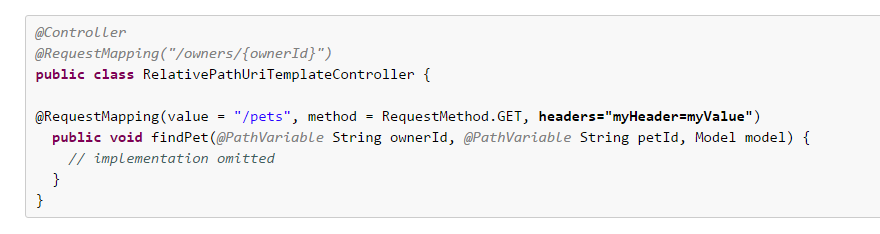 @Controller
@RequestMapping("/owners/{ownerId}")
public class RelativePathUriTemplateController {
@RequestMapping(value = "/pets", method = RequestMethod.GET, headers="myHeader=myValue")
public void findPet(@PathVariable String ownerId, @PathVariable String petId, Model model) {
// implementation omitted
}
}